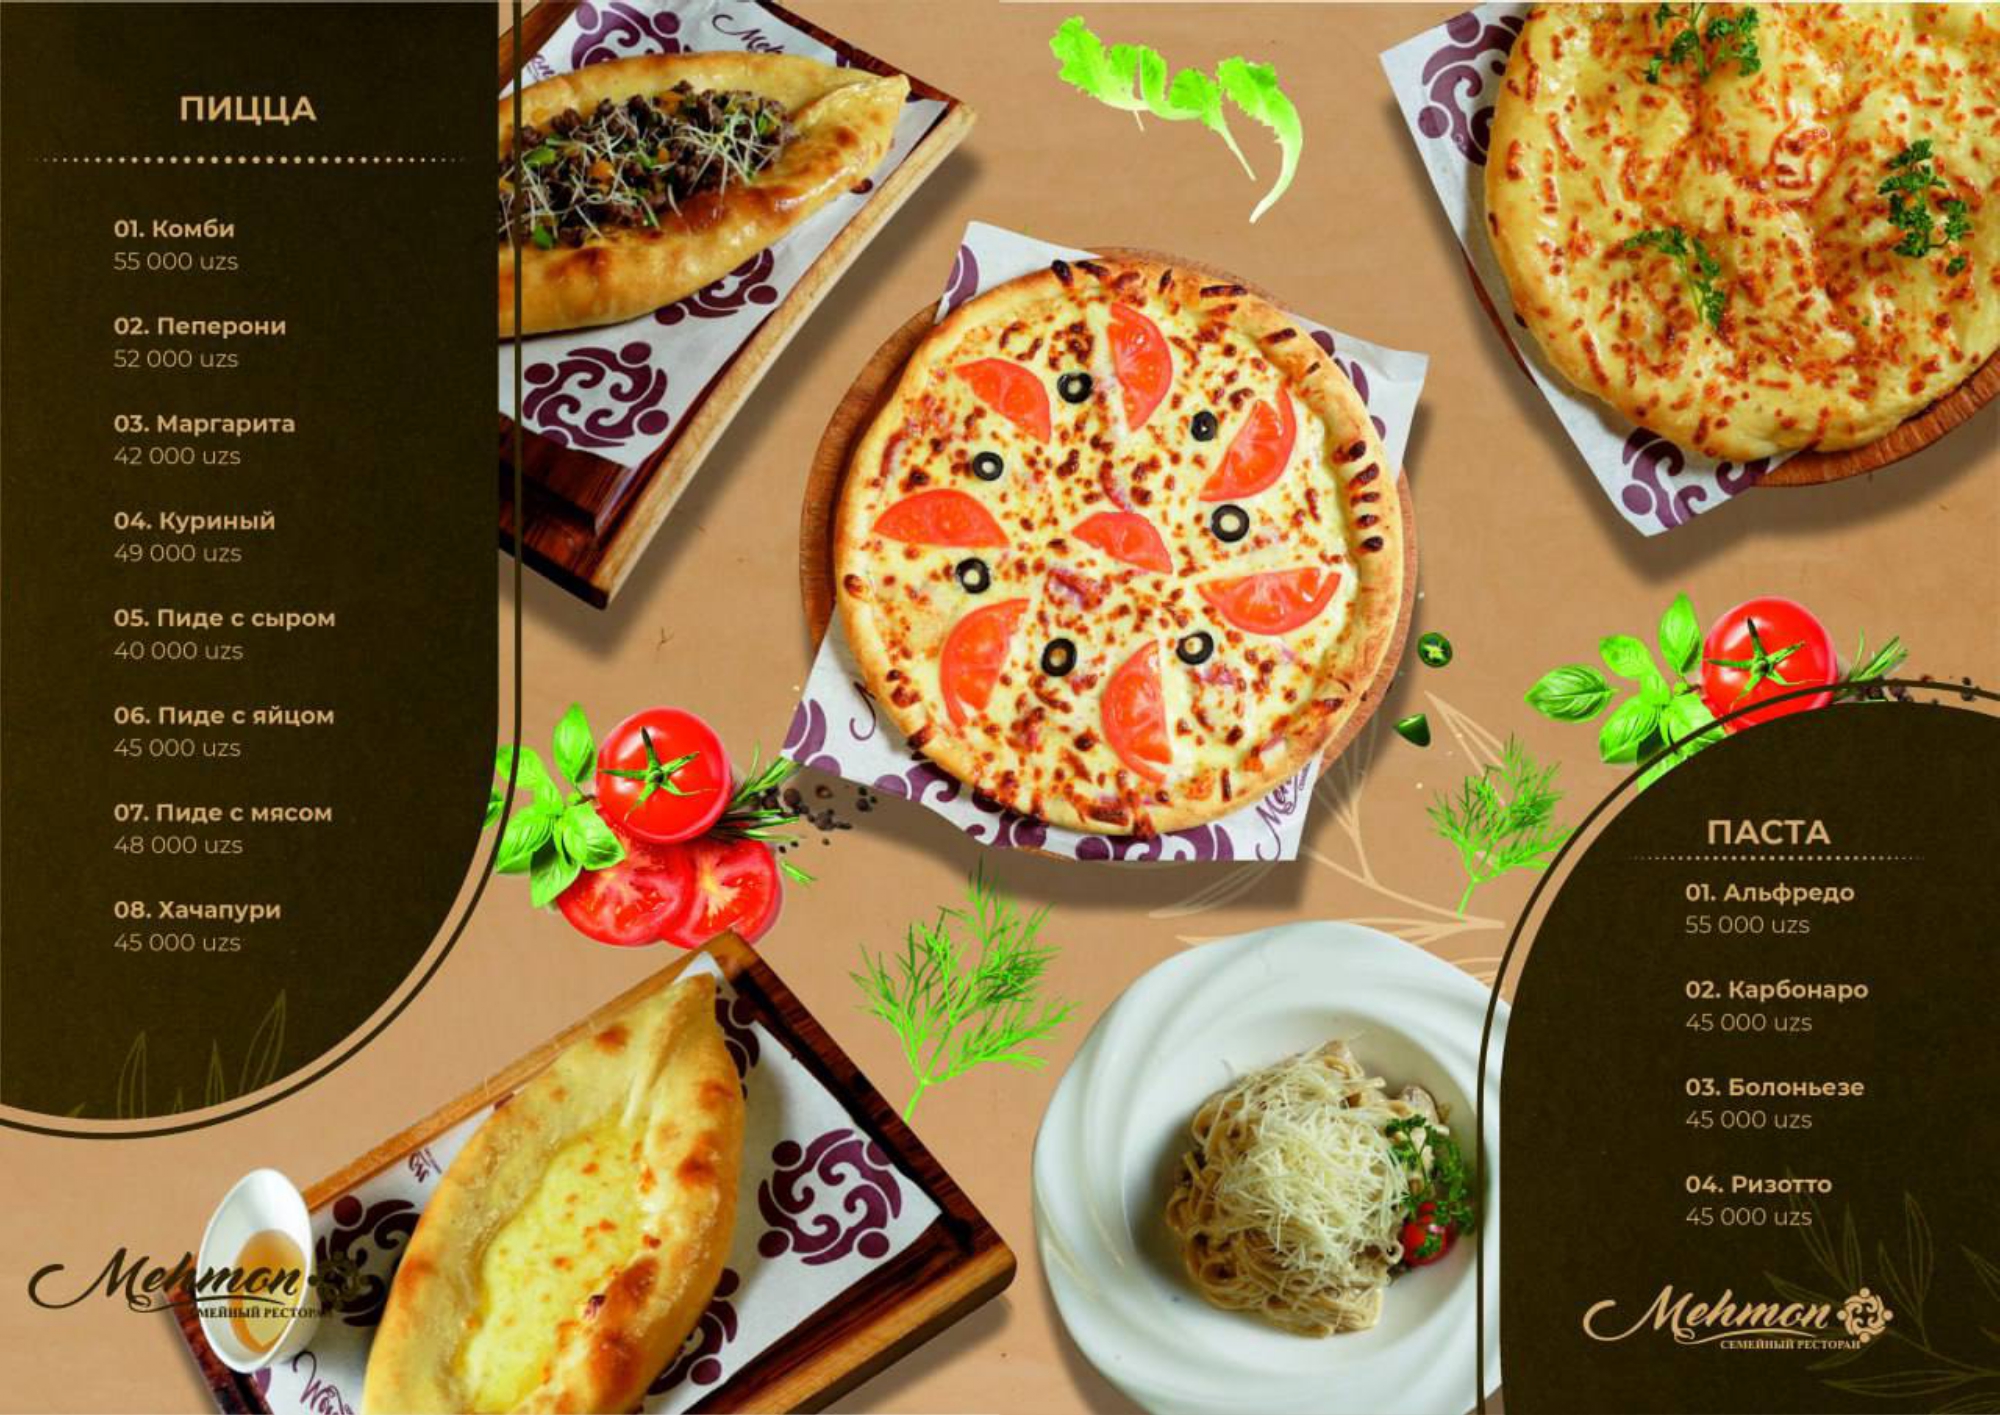 ПИЦЦА
01. Комби
55 000 uzs
02. Пеперони
52 000 uzs
03. Маргарита
42 000 uzs
04. Куриный
49 000 uzs
05. Пиде с сыром
40 000 uzs
06. Пиде с яйцом
45 000 uzs
07. Пиде с мясом
48 000 uzs
08. Хачапури
45 000 uzs
Mehmon
ПАСТА
01. Альфредо
55 000 uzs
02. Карбонаро
45 000 uzs
03. Болоньезе
45 000 uzs
04. Ризотто
45 000 uzs
Mehmon
СЕМЕЙНЫЙ РЕСТОРАН